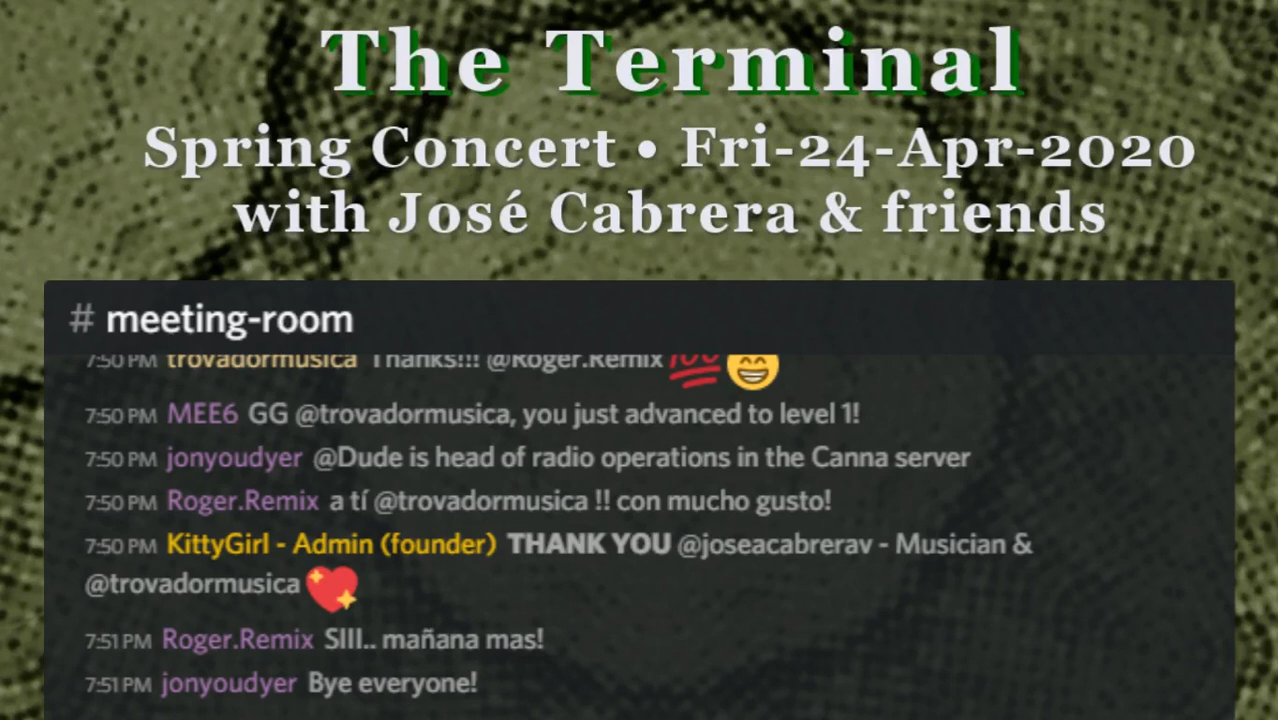 The Terminal
Spring Concert • Fri-24-Apr-2020
with José Cabrera & friends
# meeting-room
7:50 PM trovadormusica Thanks!!! @Roger.Remix 💯😁
7:50 PM MEE6 GG @trovadormusica, you just advanced to level 1!
7:50 PM jonyoudyer @Dude is head of radio operations in the Canna server
7:50 PM Roger.Remix a tí @trovadormusica !! con mucho gusto!
7:50 PM KittyGirl - Admin (founder) THANK YOU @joseacabrerav - Musician &
@trovadormusica 💖
7:51 PM Roger.Remix SIII.. mañana mas!
7:51 PM jonyoudyer Bye everyone!